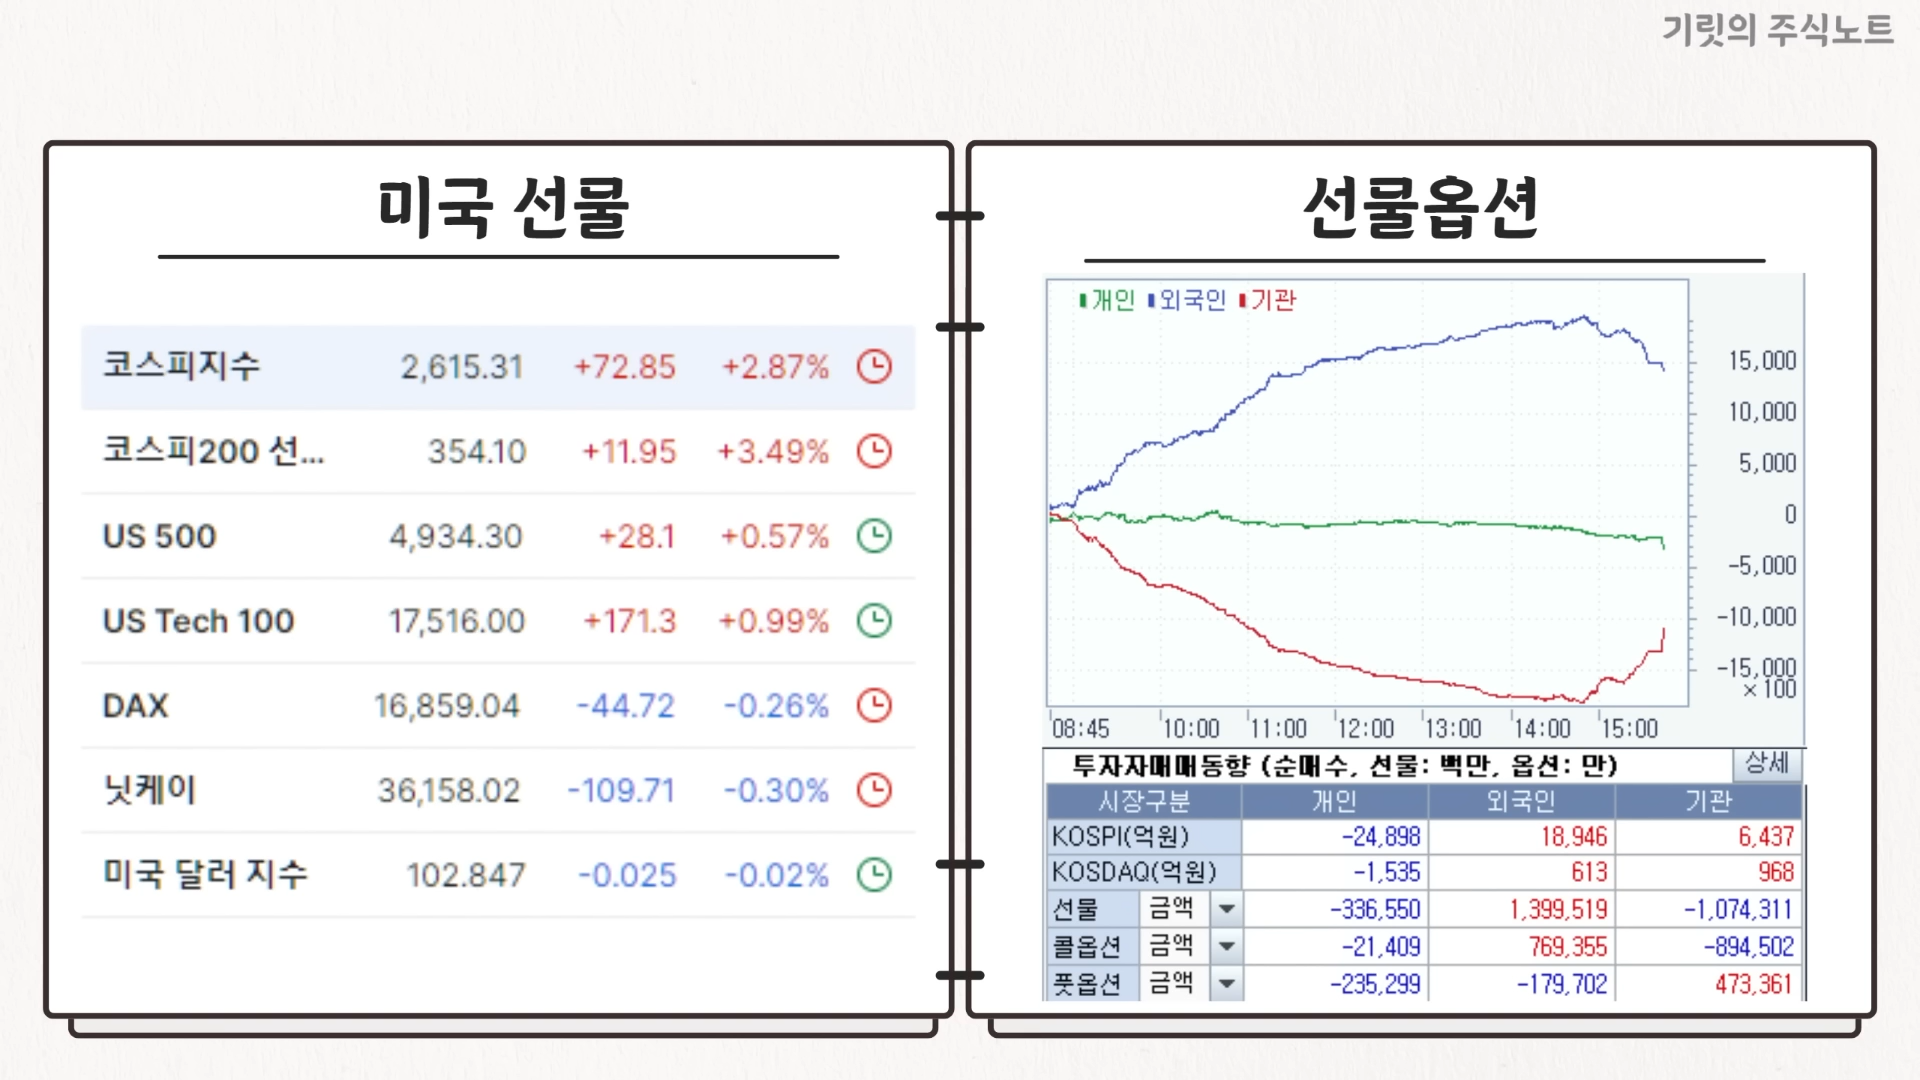 기릿의 주식노트
미국 선물
코스피지수 2,615.31 +72.85 +2.87%
코스피200 선... 354.10 +11.95 +3.49%
US 500 4,934.30 +28.1 +0.57%
US Tech 100 17,516.00 +171.3 +0.99%
DAX 16,859.04 -44.72 -0.26%
닛케이 36,158.02 -109.71 -0.30%
미국 달러 지수 102.847 -0.025 -0.02%
선물옵션
개인 외국인 기관
15,000
10,000
5,000
0
-5,000
-10,000
-15,000
×100
08:45 10:00 11:00 12:00 13:00 14:00 15:00
투자자매매동향 (순매수, 선물: 백만, 옵션: 만) 상세
시장구분 개인 외국인 기관
KOSPI(억원) -24,898 18,946 6,437
KOSDAQ(억원) -1,535 613 968
선물 금액 -336,550 1,399,519 -1,074,311
콜옵션 금액 -21,409 769,355 -894,502
풋옵션 금액 -235,299 -179,702 473,361